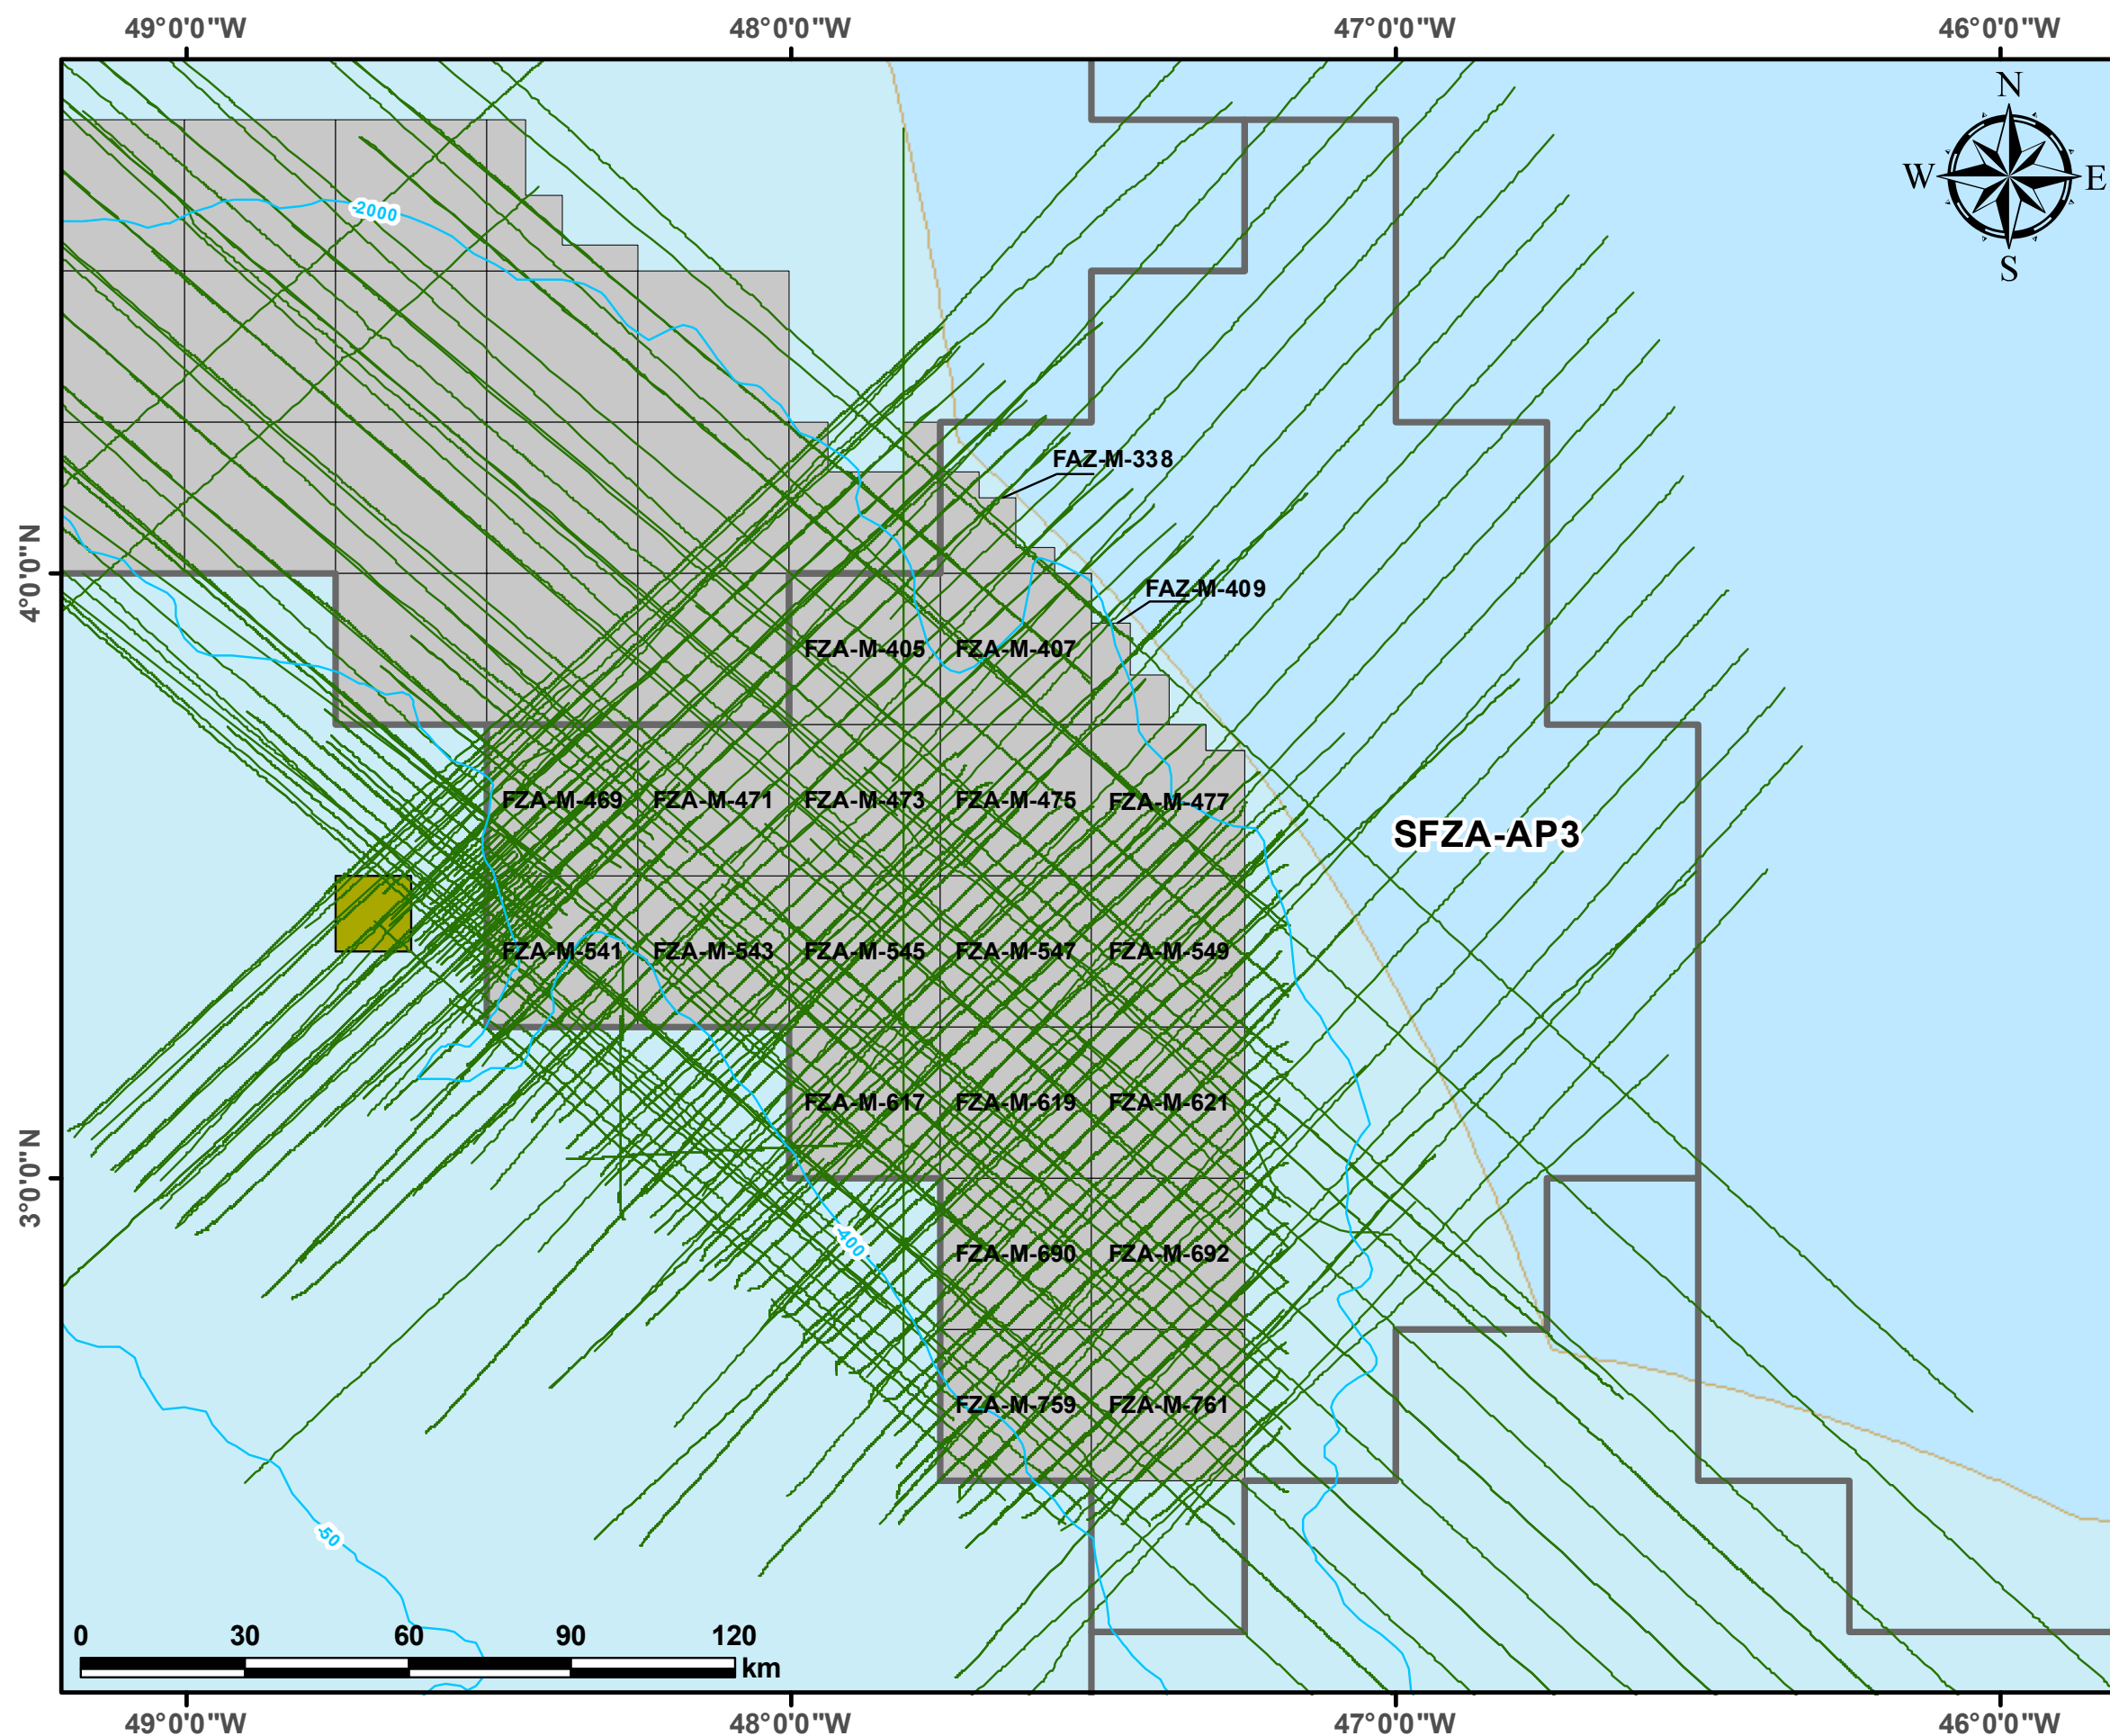 49°0'0"W 48°0'0"W 47°0'0"W 46°0'0"W
N
W E
S
-2000
FAZ-M-338
4°0'0"N
FAZ-M-409
FZA-M-405 FZA-M-407
FZA-M-469 FZA-M-471 FZA-M-473 FZA-M-475 FZA-M-477
SFZA-AP3
FZA-M-541 FZA-M-543 FZA-M-545 FZA-M-547 FZA-M-549
FZA-M-617 FZA-M-619 FZA-M-621
3°0'0"N
-400
FZA-M-690 FZA-M-692
FZA-M-759 FZA-M-761
-50
0 30 60 90 120
km
49°0'0"W 48°0'0"W 47°0'0"W 46°0'0"W